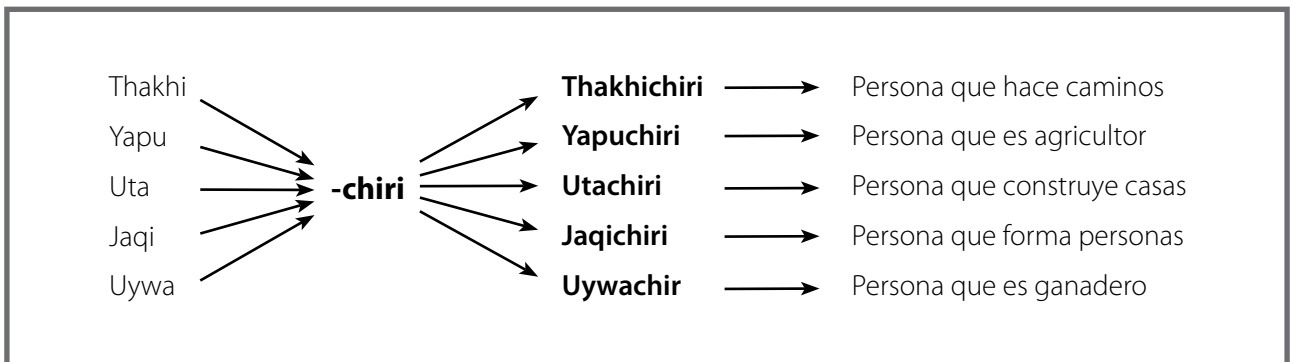 Thakhi Thakhichiri Persona que hace caminos
Yapu Yapuchiri Persona que es agricultor
Uta -chiri Utachiri Persona que construye casas
Jaqi Jaqichiri Persona que forma personas
Uywa Uywachir Persona que es ganadero